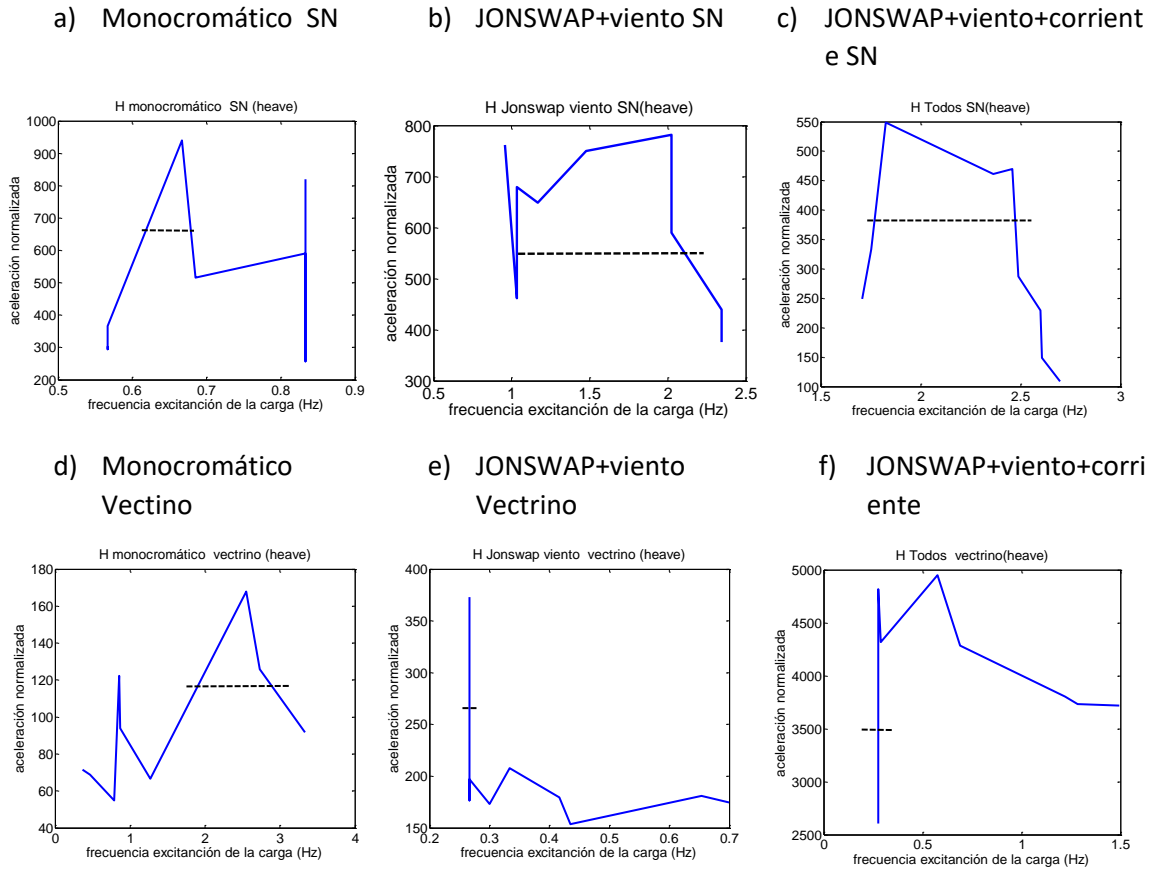 a) Monocromático SN
b) JONSWAP+viento SN
c) JONSWAP+viento+corrient
e SN
H monocromático SN (heave)
1000
900
800
700
600
500
400
300
200
aceleración normalizada
0.5 0.6 0.7 0.8 0.9
frecuencia excitanción de la carga (Hz)
H Jonswap viento SN(heave)
800
700
600
500
400
300
aceleración normalizada
0.5 1 1.5 2 2.5
frecuencia excitanción de la carga (Hz)
H Todos SN(heave)
550
500
450
400
350
300
250
200
150
100
aceleración normalizada
1.5 2 2.5 3
frecuencia excitanción de la carga (Hz)
d) Monocromático
Vectino
e) JONSWAP+viento
Vectrino
f) JONSWAP+viento+corri
ente
H monocromático vectrino (heave)
180
160
140
120
100
80
60
40
aceleración normalizada
0 1 2 3 4
frecuencia excitanción de la carga (Hz)
H Jonswap viento vectrino (heave)
400
350
300
250
200
150
aceleración normalizada
0.2 0.3 0.4 0.5 0.6 0.7
frecuencia excitanción de la carga (Hz)
H Todos vectrino(heave)
5000
4500
4000
3500
3000
2500
aceleración normalizada
0 0.5 1 1.5
frecuencia excitanción de la carga (Hz)